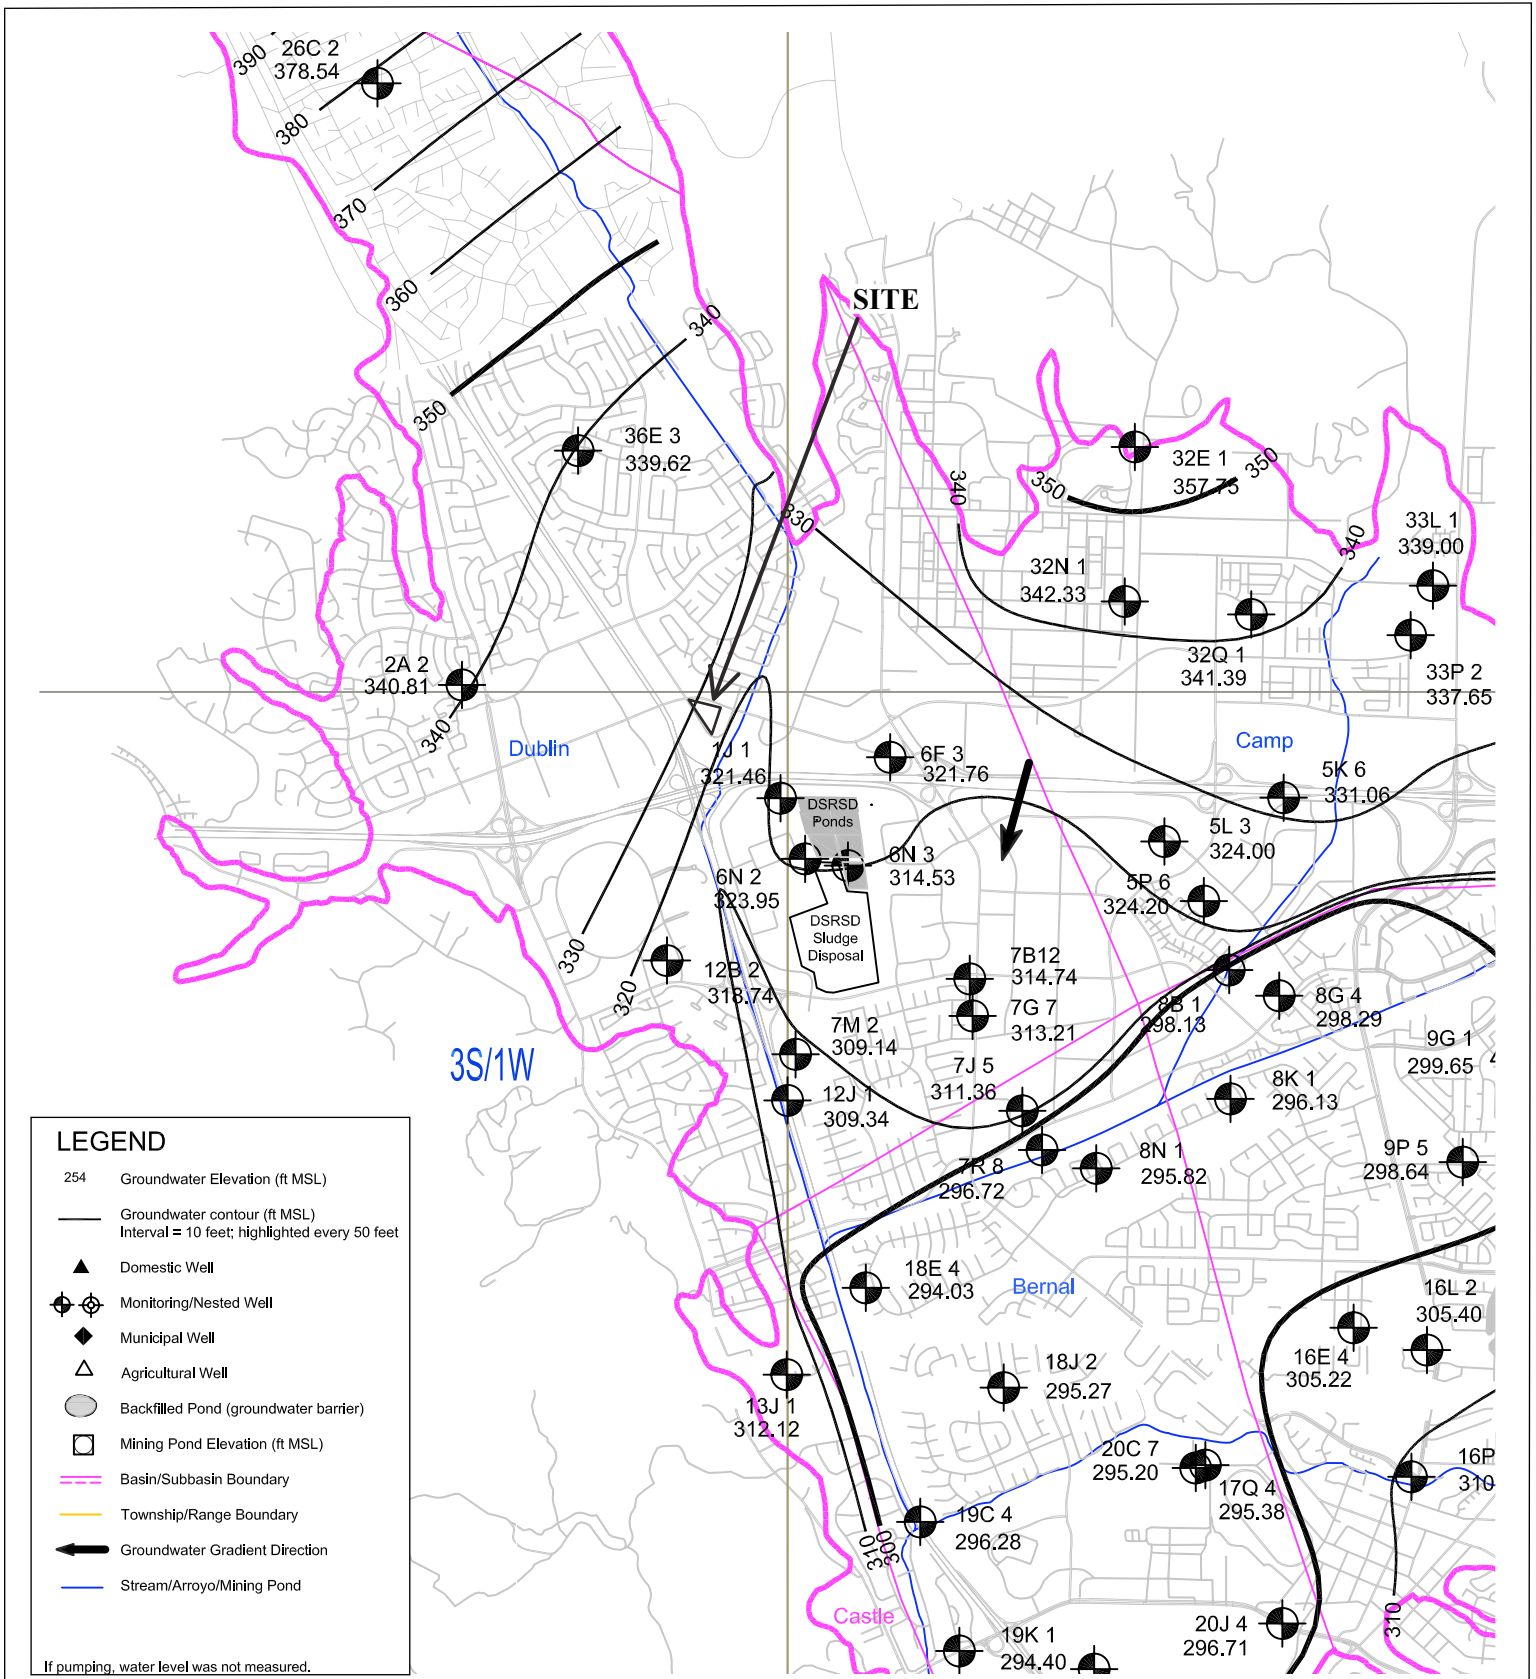 390
26C 2
378.54
380
370
360
350
340
SITE
36E 3
339.62
330
340
350
32E 1
357.75
350
340
33L 1
339.00
32N 1
342.33
32Q 1
341.39
33P 2
337.65
2A 2
340.81
340
Dublin
Camp
1J 1
321.46
6F 3
321.76
5K 6
331.06
DSRSD
Ponds
5L 3
324.00
6N 3
314.53
6N 2
323.95
5P 6
324.20
DSRSD
Sludge
Disposal
330
320
12B 2
318.74
7B12
314.74
7G 7
313.21
8B 1
298.13
8G 4
298.29
7M 2
309.14
9G 1
299.65
3S/1W
7J 5
311.36
12J 1
309.34
8K 1
296.13
7R 8
296.72
8N 1
295.82
9P 5
298.64
18E 4
294.03
Bernal
16L 2
305.40
16E 4
305.22
18J 2
295.27
13J 1
312.12
20C 7
295.20
17Q 4
295.38
16P
310
19C 4
296.28
310
300
Castle
19K 1
294.40
20J 4
296.71
310
LEGEND
254 Groundwater Elevation (ft MSL)
Groundwater contour (ft MSL)
Interval = 10 feet; highlighted every 50 feet
Domestic Well
Monitoring/Nested Well
Municipal Well
Agricultural Well
Backfilled Pond (groundwater barrier)
Mining Pond Elevation (ft MSL)
Basin/Subbasin Boundary
Township/Range Boundary
Groundwater Gradient Direction
Stream/Arroyo/Mining Pond
If pumping, water level was not measured.